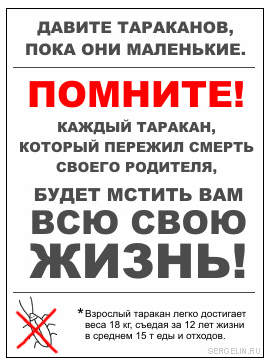 ДАВИТЕ ТАРАКАНОВ,
ПОКА ОНИ МАЛЕНЬКИЕ.
ПОМНИТЕ!
КАЖДЫЙ ТАРАКАН,
КОТОРЫЙ ПЕРЕЖИЛ СМЕРТЬ
СВОЕГО РОДИТЕЛЯ,
БУДЕТ МСТИТЬ ВАМ
ВСЮ СВОЮ
ЖИЗНЬ!
* Взрослый таракан легко достигает
веса 18 кг, съедая за 12 лет жизни
в среднем 15 т еды и отходов.
SERGELIN.RU